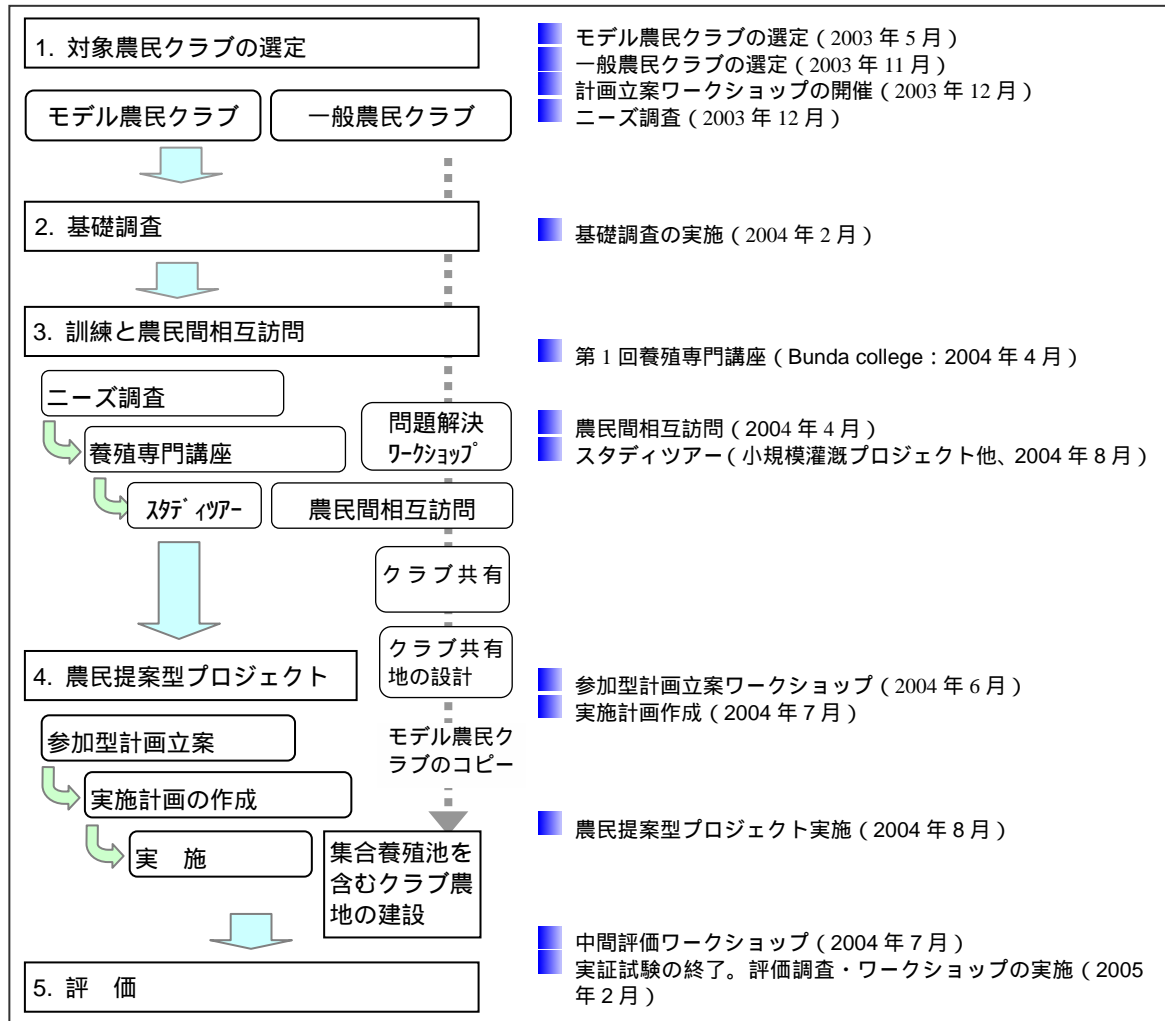 1. 対象農民クラブの選定
モデル農民クラブの選定（2003 年 5 月）
一般農民クラブの選定（2003 年 11 月）
計画立案ワークショップの開催（2003 年 12 月）
ニーズ調査（2003 年 12 月）
モデル農民クラブ
一般農民クラブ
2. 基礎調査
基礎調査の実施（2004 年 2 月）
3. 訓練と農民間相互訪問
第 1 回養殖専門講座（Bunda college：2004 年 4 月）
ニーズ調査
養殖専門講座
問題解決
ﾜｰｸｼｮｯﾌﾟ
農民間相互訪問（2004 年 4 月）
スタディツアー（小規模灌漑プロジェクト他、2004 年 8 月）
ｽﾀﾃﾞｨﾂｱｰ
農民間相互訪問
クラブ共有
クラブ共有
地の設計
4. 農民提案型プロジェクト
参加型計画立案ワークショップ（2004 年 6 月）
実施計画作成（2004 年 7 月）
参加型計画立案
モデル農民ク
ラブのコピー
実施計画の作成
実　施
農民提案型プロジェクト実施（2004 年 8 月）
集合養殖池を
含むクラブ農
地の建設
中間評価ワークショップ（2004 年 7 月）
実証試験の終了。評価調査・ワークショップの実施（2005
年 2 月）
5. 評　価